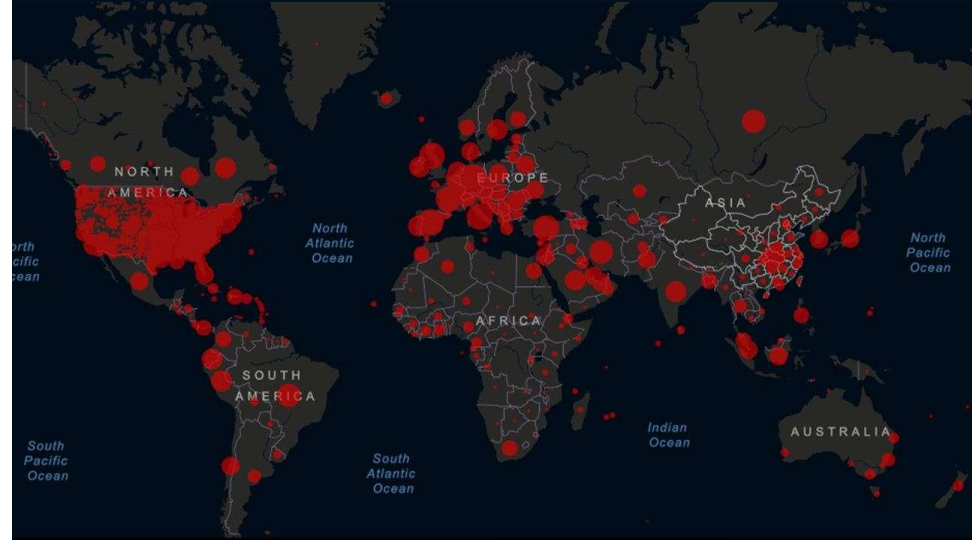 NORTH
AMERICA
EUROPE
ASIA
North
Atlantic
Ocean
North
Pacific
Ocean
orth
cific
cean
AFRICA
SOUTH
AMERICA
South
Pacific
Ocean
South
Atlantic
Ocean
Indian
Ocean
AUSTRALIA